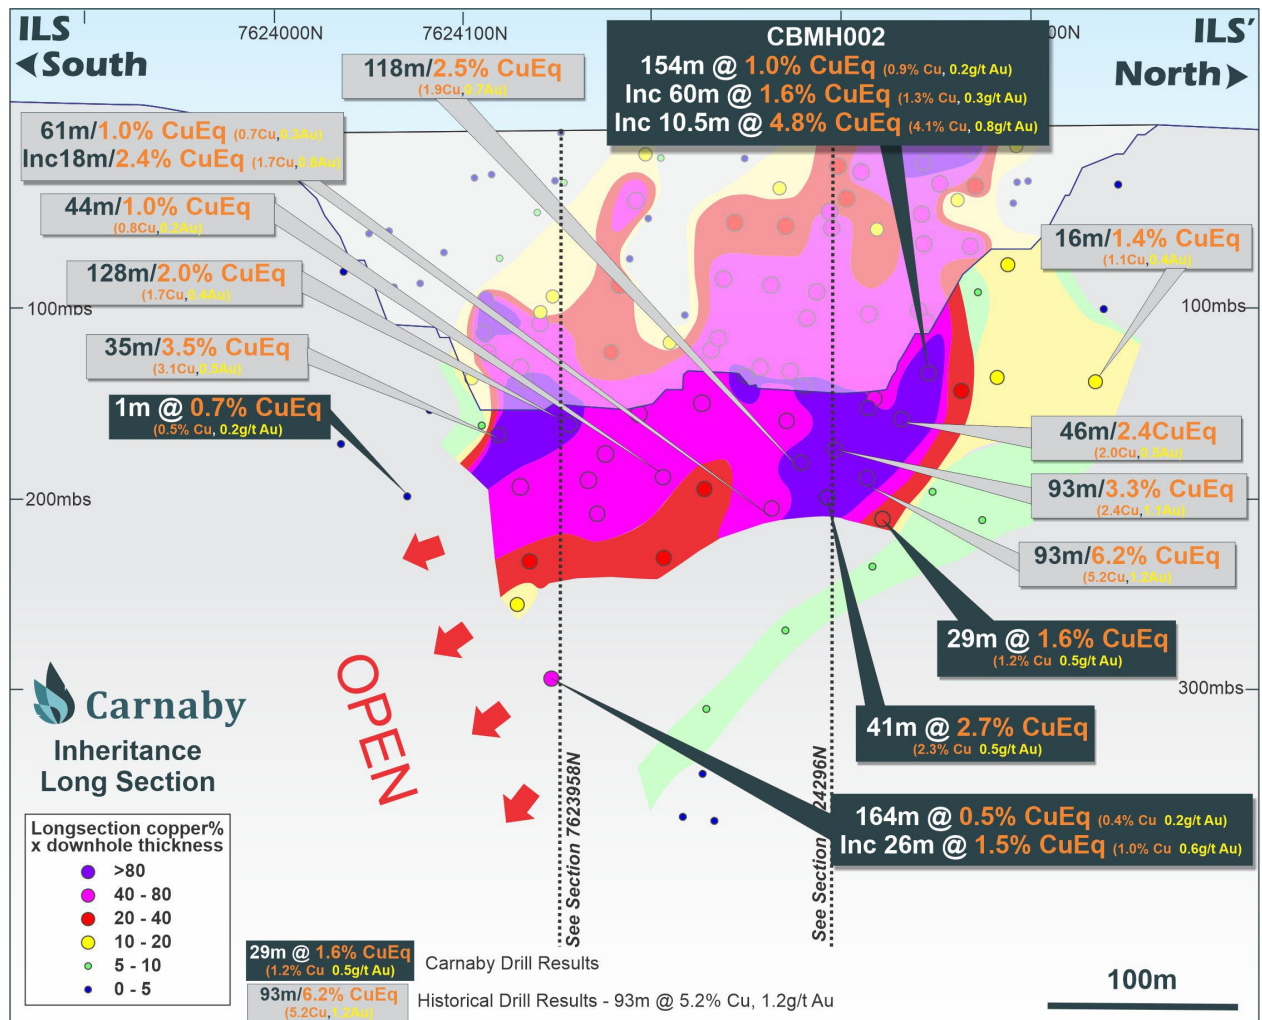 ILS
South
7624000N
7624100N
00N
ILS'
North
CBMH002
154m @ 1.0% CuEq (0.9% Cu, 0.2g/t Au)
Inc 60m @ 1.6% CuEq (1.3% Cu, 0.3g/t Au)
Inc 10.5m @ 4.8% CuEq (4.1% Cu, 0.8g/t Au)
118m/2.5% CuEq
(1.9Cu,0.7Au)
61m/1.0% CuEq (0.7Cu,0.3Au)
Inc18m/2.4% CuEq (1.7Cu,0.8Au)
44m/1.0% CuEq
(0.8Cu,0.2Au)
128m/2.0% CuEq
(1.7Cu,0.4Au)
16m/1.4% CuEq
(1.1Cu,0.4Au)
100mbs
100mbs
35m/3.5% CuEq
(3.1Cu,0.5Au)
1m @ 0.7% CuEq
(0.5% Cu, 0.2g/t Au)
46m/2.4CuEq
(2.0Cu,0.5Au)
93m/3.3% CuEq
(2.4Cu,1.1Au)
200mbs
93m/6.2% CuEq
(5.2Cu,1.2Au)
29m @ 1.6% CuEq
(1.2% Cu 0.5g/t Au)
OPEN
300mbs
41m @ 2.7% CuEq
(2.3% Cu 0.5g/t Au)
Carnaby
Inheritance
Long Section
164m @ 0.5% CuEq (0.4% Cu 0.2g/t Au)
Inc 26m @ 1.5% CuEq (1.0% Cu 0.6g/t Au)
See Section 7623958N
See Section 24296N
Longsection copper%
x downhole thickness
>80
40 - 80
20 - 40
10 - 20
5 - 10
0 - 5
29m @ 1.6% CuEq
(1.2% Cu 0.5g/t Au)
Carnaby Drill Results
93m/6.2% CuEq
(5.2Cu,1.2Au)
Historical Drill Results - 93m @ 5.2% Cu, 1.2g/t Au
100m